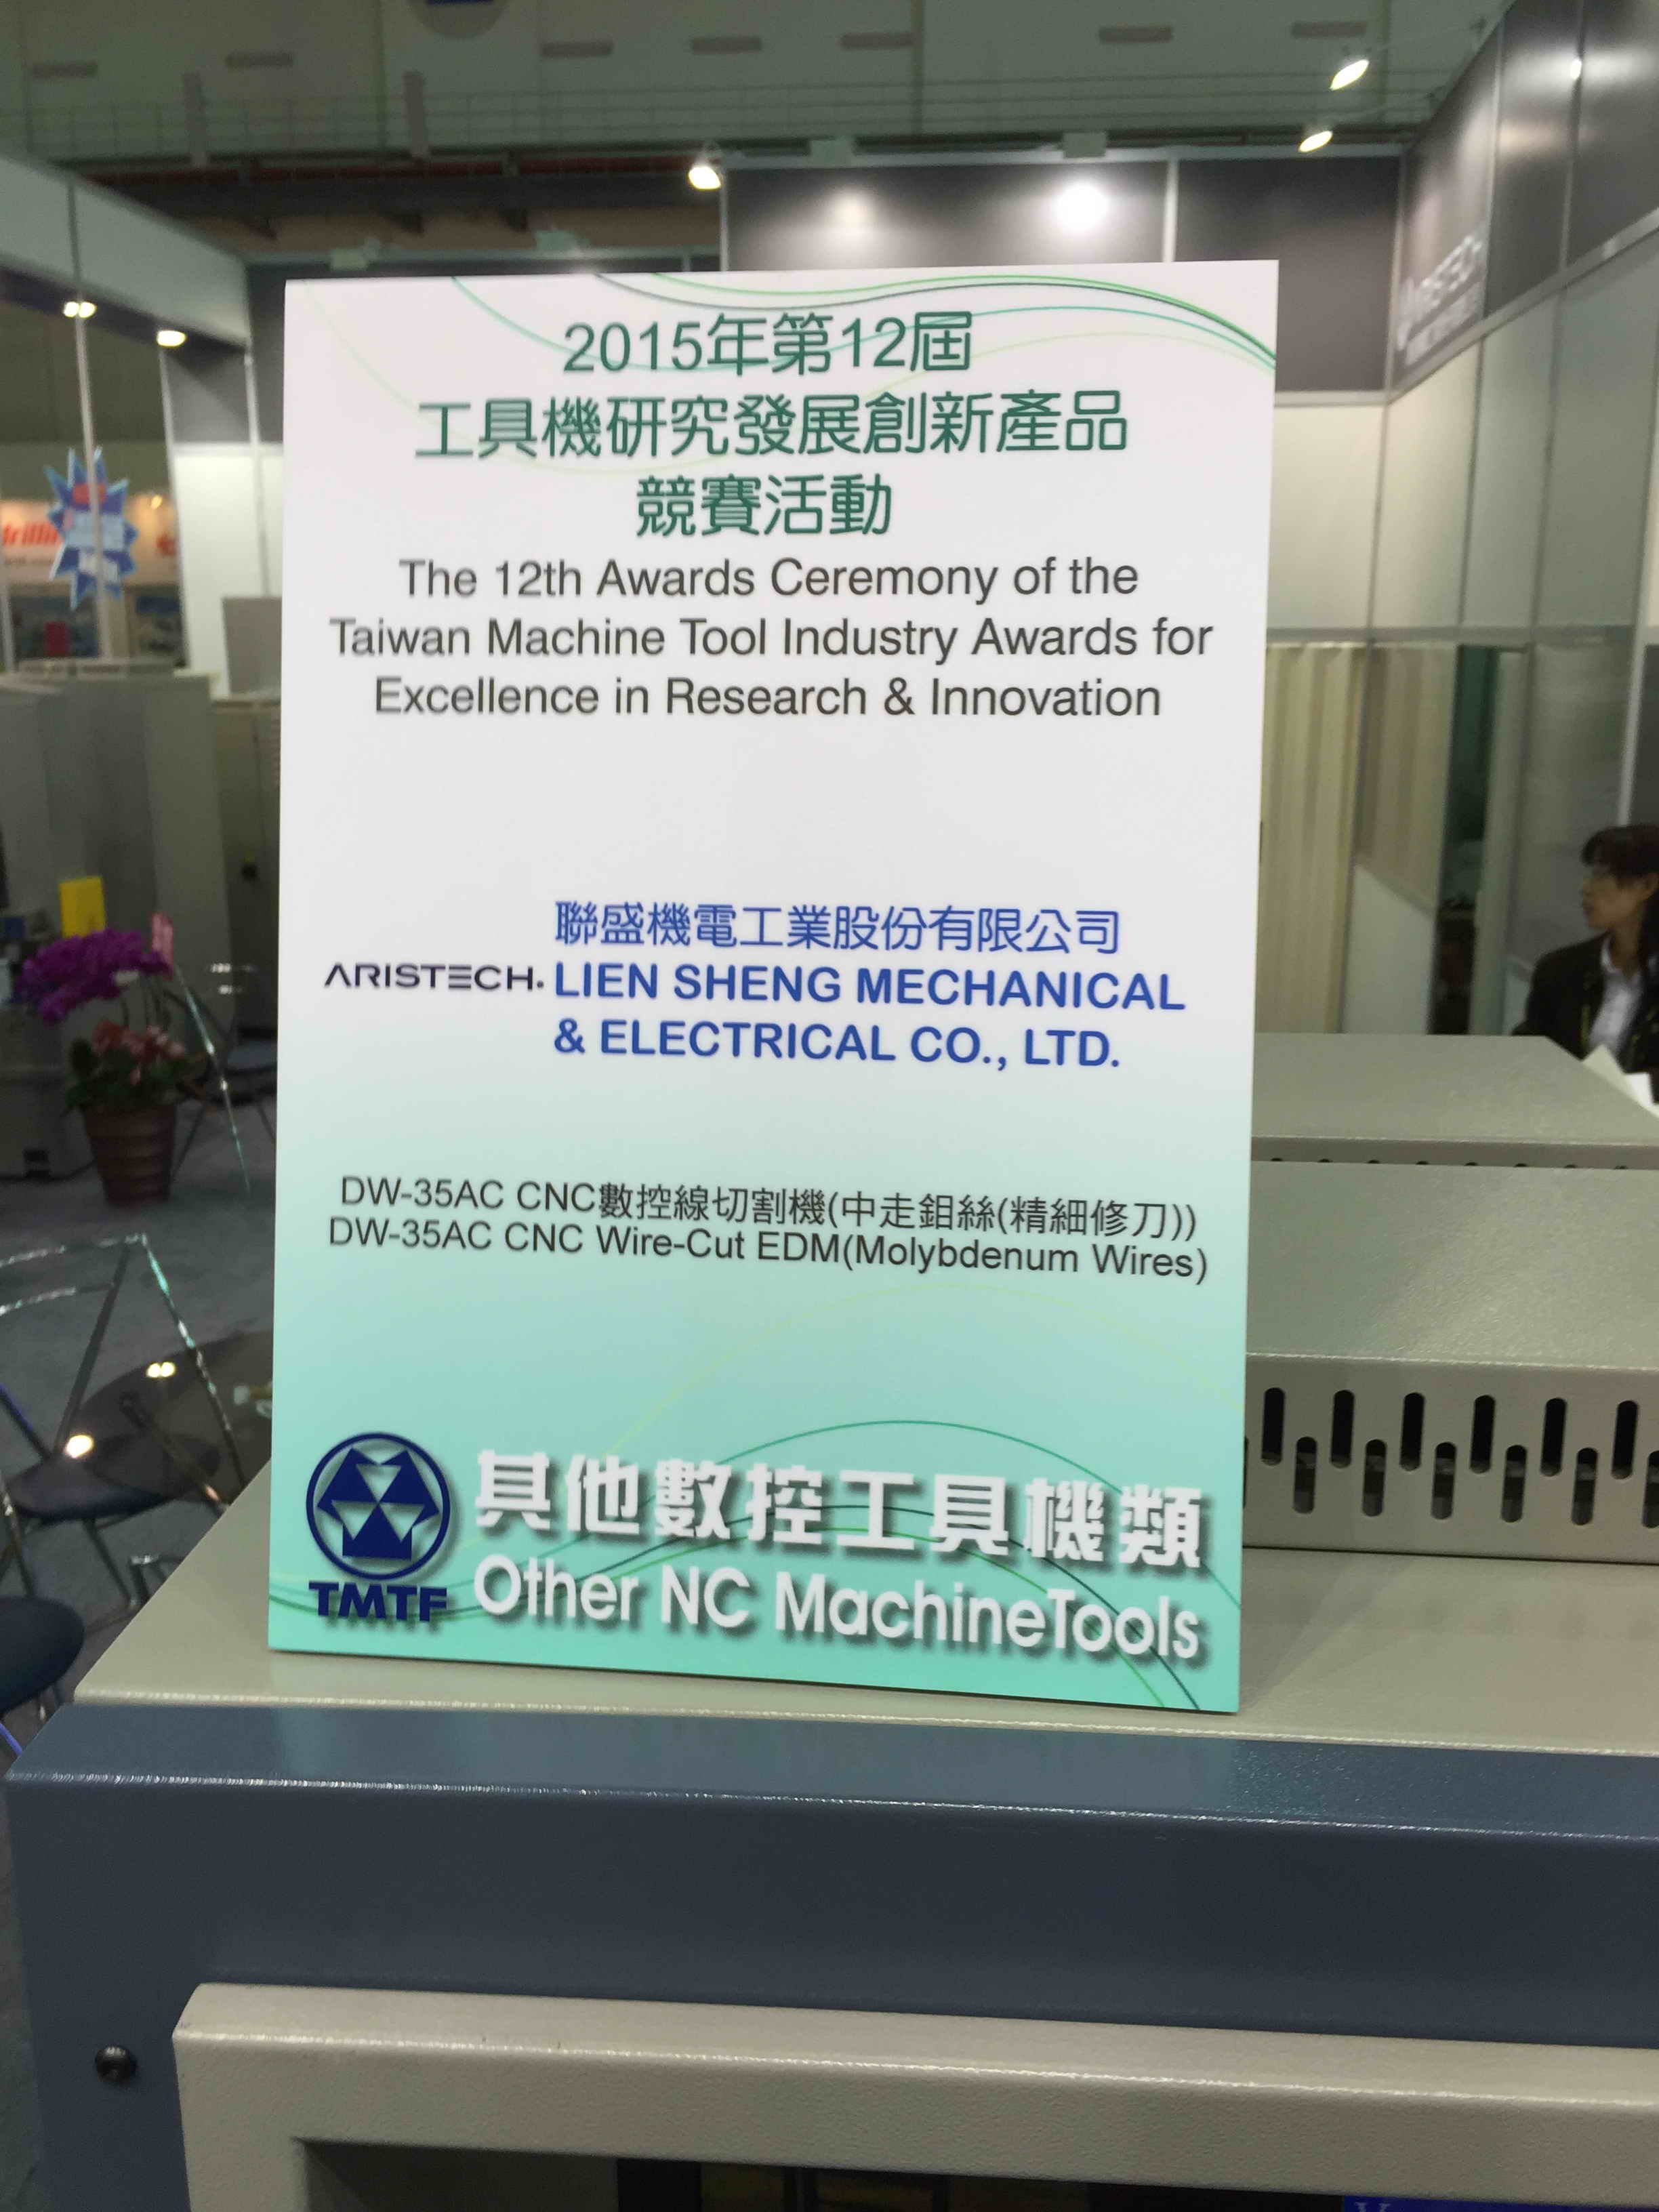 2015年第12屆
工具機研究發展創新產品
競賽活動
The 12th Awards Ceremony of the
Taiwan Machine Tool Industry Awards for
Excellence in Research & Innovation
聯盛機電工業股份有限公司
ARISTECH. LIEN SHENG MECHANICAL
& ELECTRICAL CO., LTD.
DW-35AC CNC數控線切割機(中走鉬絲(精細修刀))
DW-35AC CNC Wire-Cut EDM(Molybdenum Wires)
其他數控工具機類
TMTF Other NC MachineTools